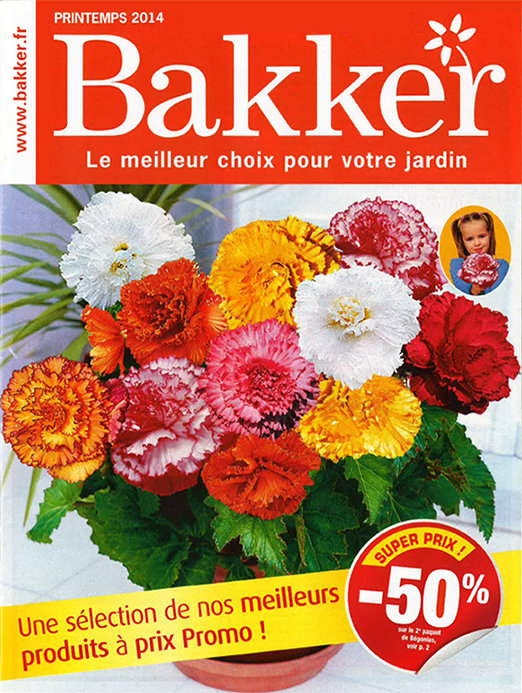 PRINTEMPS 2014
www.bakker.fr
Bakker
Le meilleur choix pour votre jardin
SUPER PRIX !
-50%
sur le 2e paquet
de Bégonias,
voir p. 2
Une sélection de nos meilleurs
produits à prix Promo !